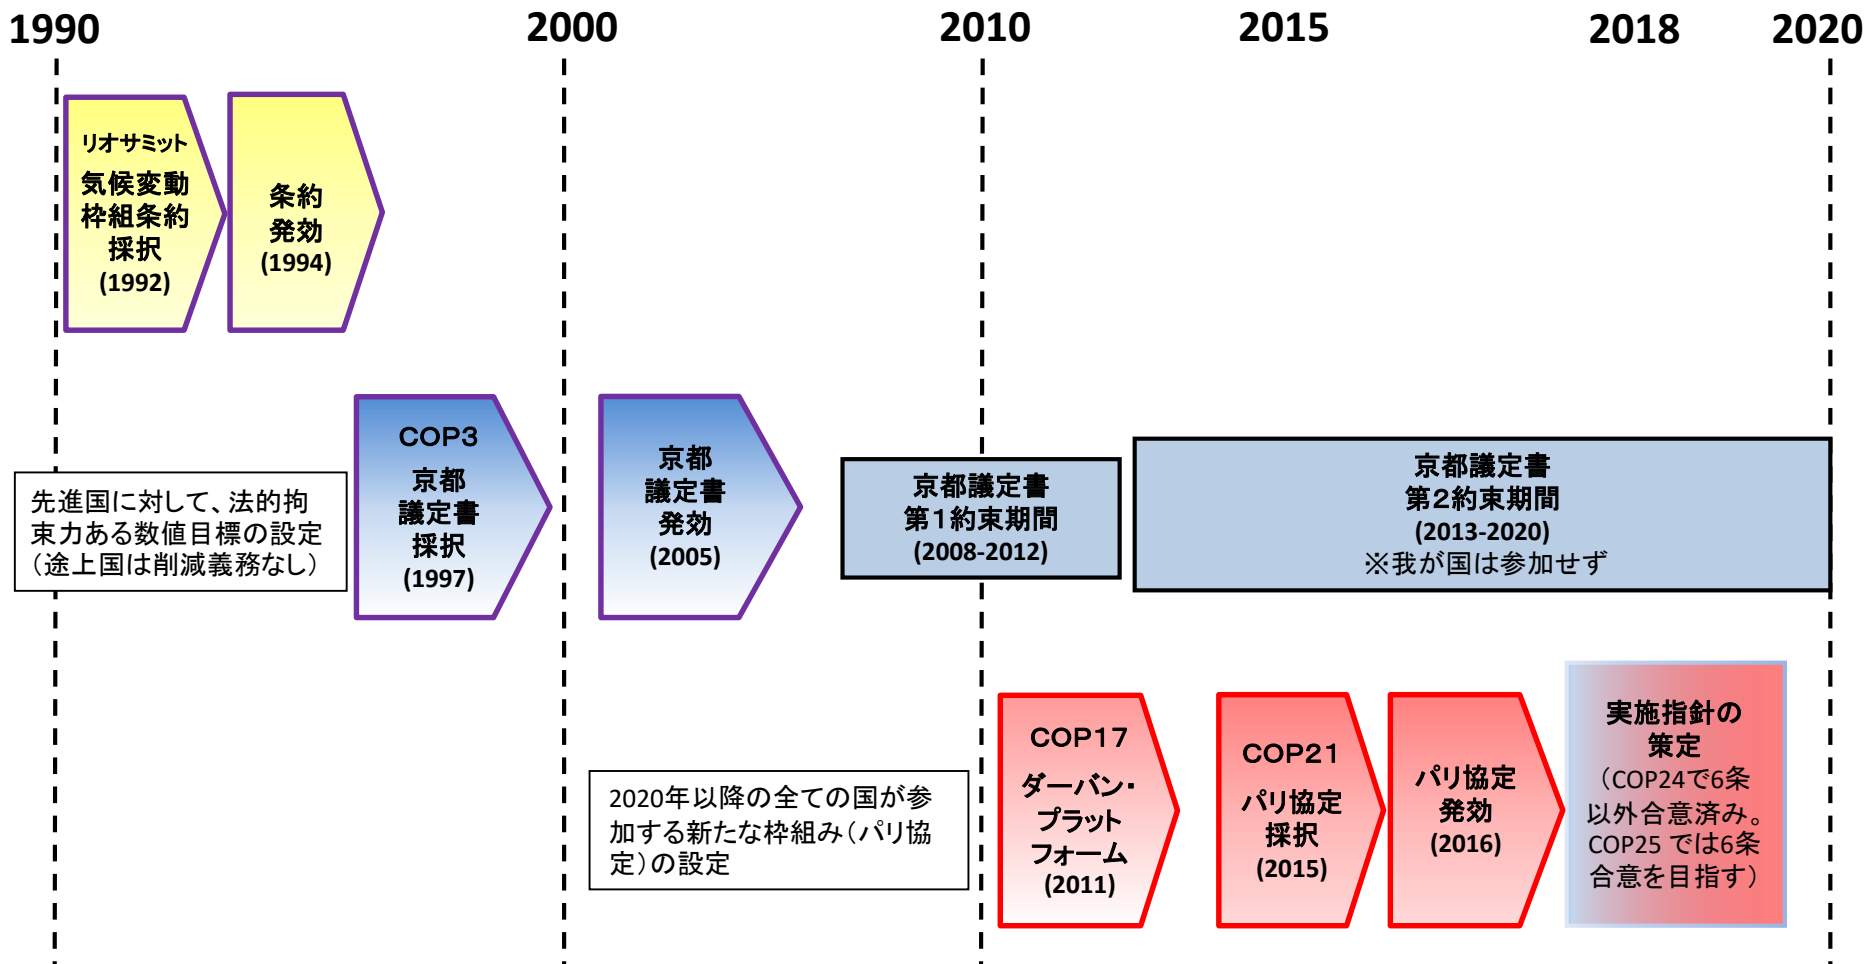 1990
2000
2010
2015
2018
2020
リオサミット
気候変動
枠組条約
採択
(1992)
条約
発効
(1994)
先進国に対して、法的拘
束力ある数値目標の設定
（途上国は削減義務なし）
COP3
京都
議定書
採択
(1997)
京都
議定書
発効
(2005)
京都議定書
第1約束期間
(2008-2012)
京都議定書
第2約束期間
(2013-2020)
※我が国は参加せず
2020年以降の全ての国が参
加する新たな枠組み（パリ協
定）の設定
COP17
ダーバン・
プラット
フォーム
(2011)
COP21
パリ協定
採択
(2015)
パリ協定
発効
(2016)
実施指針の
策定
（COP24で6条
以外合意済み。
COP25 では6条
合意を目指す）